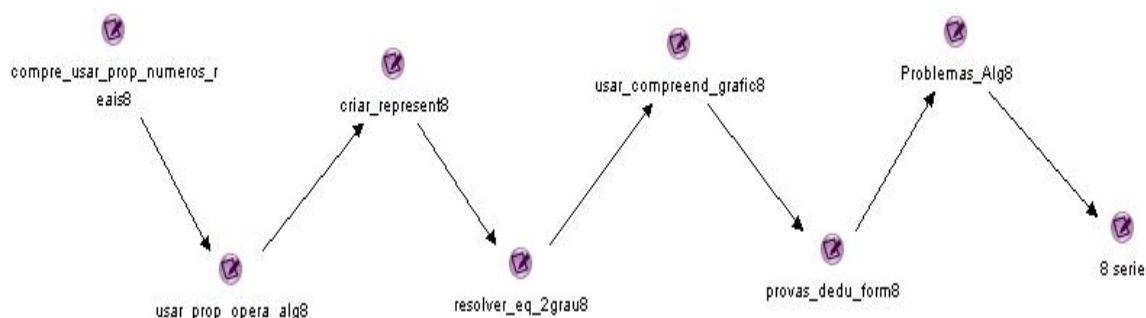 compre_usar_prop_numeros_r
eais8
usar_prop_opera_alg8
criar_represent8
resolver_eq_2grau8
usar_compreend_grafic8
provas_dedu_form8
Problemas_Alg8
8 serie